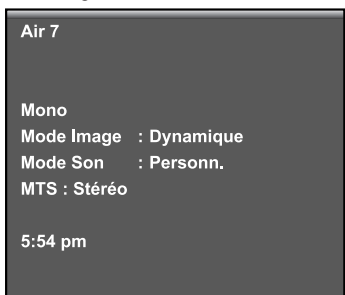 Air 7
Mono
Mode Image : Dynamique
Mode Son : Personn.
MTS : Stéréo
5:54 pm